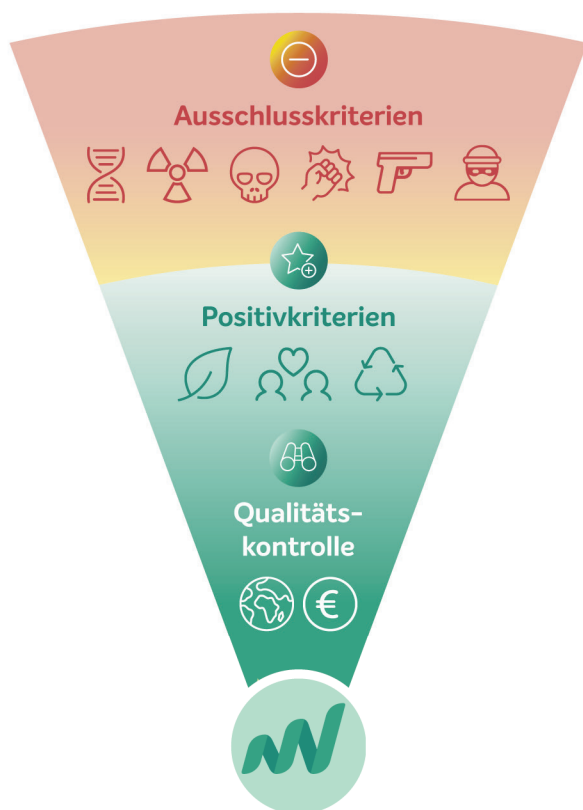 Ausschlusskriterien
Positivkriterien
Qualitäts-
kontrolle
€